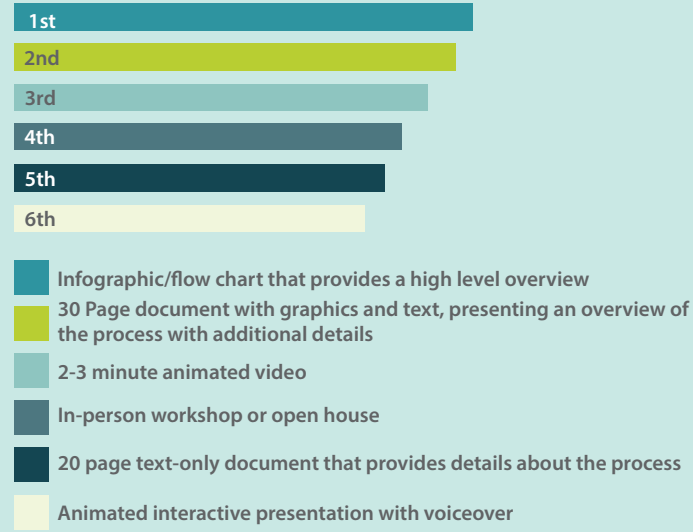 1st
2nd
3rd
4th
5th
6th
Infographic/flow chart that provides a high level overview
30 Page document with graphics and text, presenting an overview of
the process with additional details
2-3 minute animated video
In-person workshop or open house
20 page text-only document that provides details about the process
Animated interactive presentation with voiceover